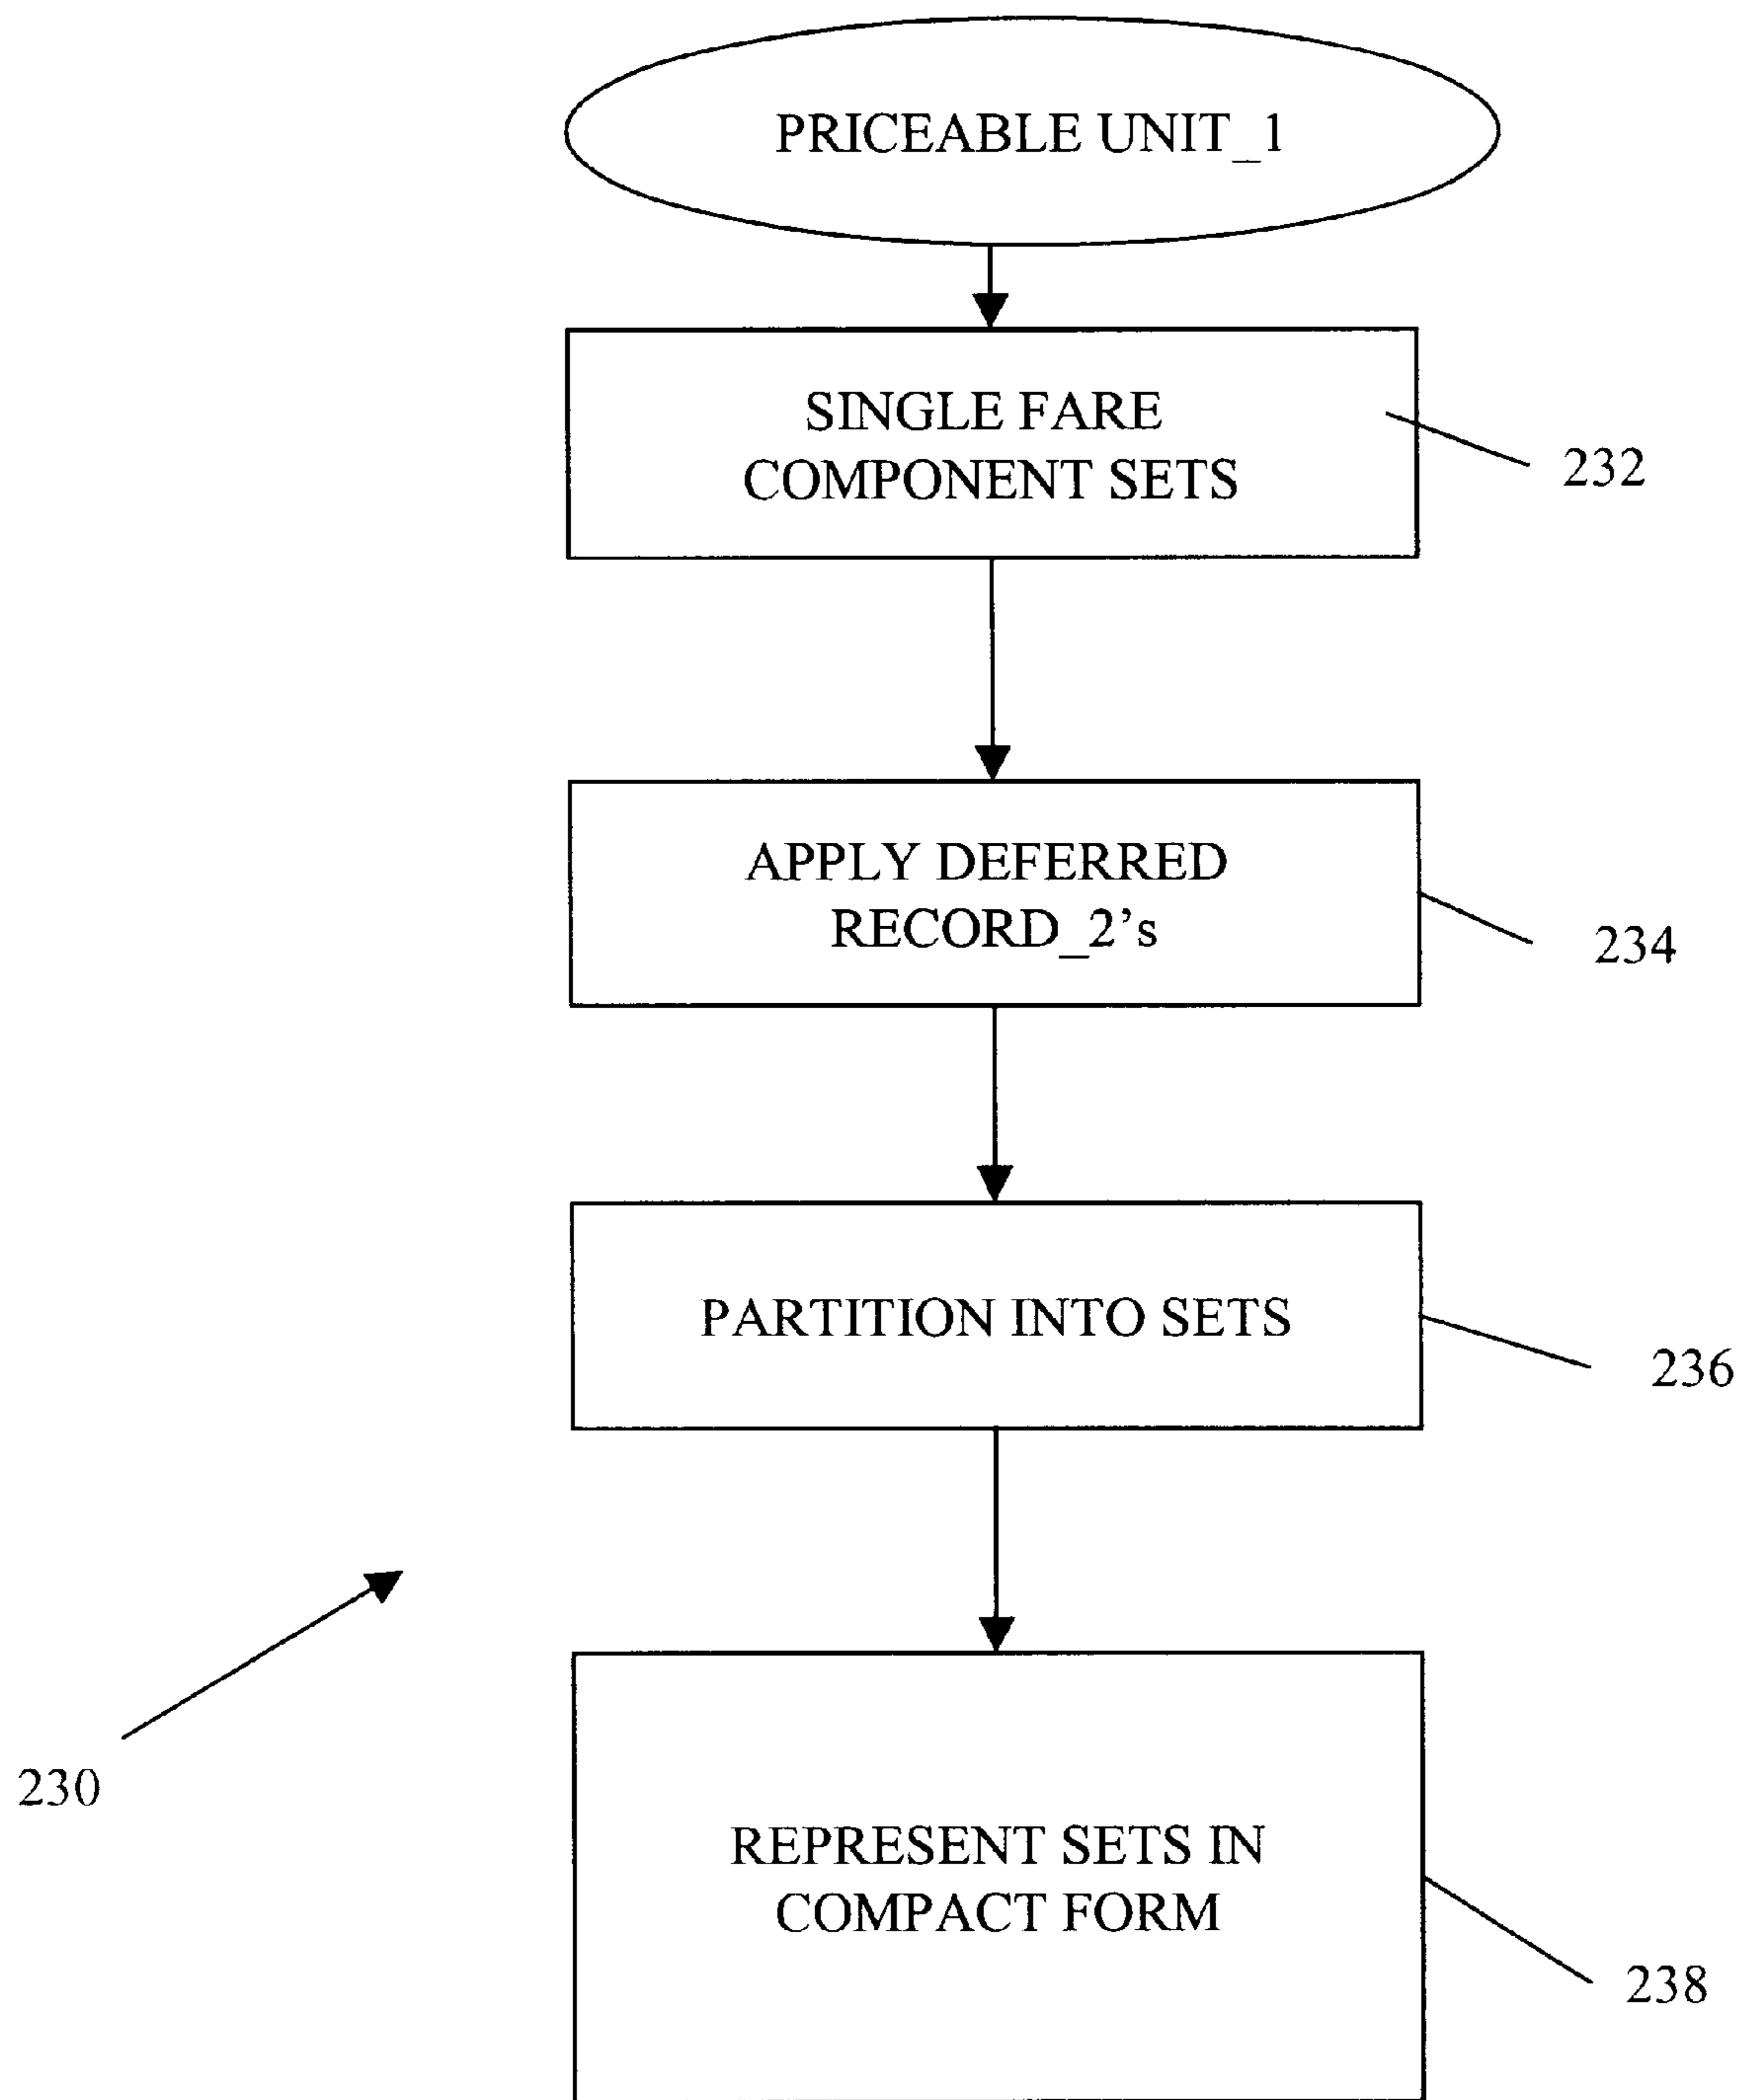 PRICEABLE UNIT_1
SINGLE FARE
COMPONENT SETS
232
APPLY DEFERRED
RECORD_2's
234
PARTITION INTO SETS
236
230
REPRESENT SETS IN
COMPACT FORM
238